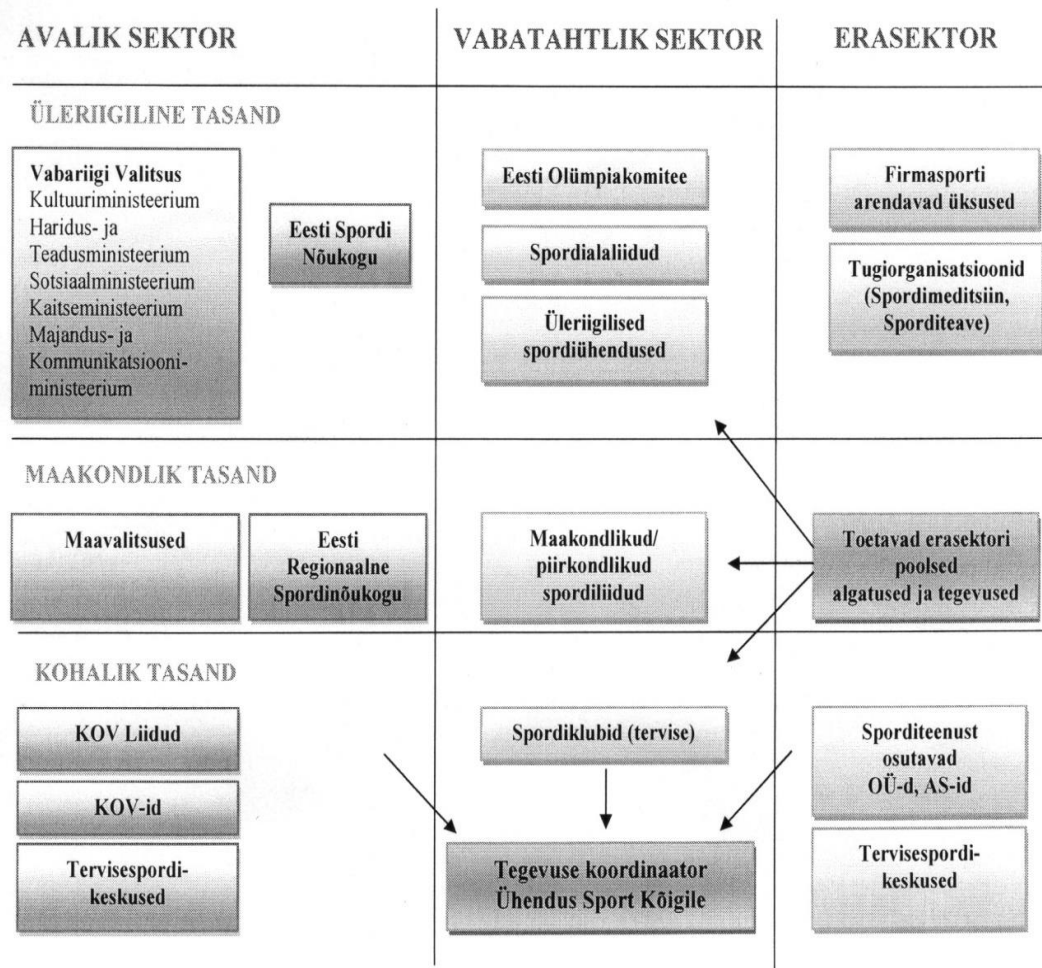 AVALIK SEKTOR
VABATAHTLIK SEKTOR
ERASEKTOR
ÜLERIIGILINE TASAND
Vabariigi Valitsus
Kultuuriministeerium
Haridus- ja
Teadusministeerium
Sotsiaalministeerium
Kaitseministeerium
Majandus- ja
Kommunikatsiooni-
ministeerium
Eesti Spordi
Nõukogu
Eesti Olümpiakomitee
Spordialaliidud
Üleriigilised
spordiühendused
Firmasporti
arendavad üksused
Tugiorganisatsioonid
(Spordimeditsiin,
Sporditeave)
MAAKONDLIK TASAND
Maavalitsused
Eesti
Regionaalne
Spordinõukogu
Maakondlikud/
piirkondlikud
spordiliidud
Toetavad erasektori
poolsed
algatused ja tegevused
KOHALIK TASAND
KOV Liidud
KOV-id
Tervisespordi-
keskused
Spordiklubid (tervise)
Tegevuse koordinaator
Ühendus Sport Kõigile
Sporditeenust
osutavad
OÜ-d, AS-id
Tervisespordi-
keskused